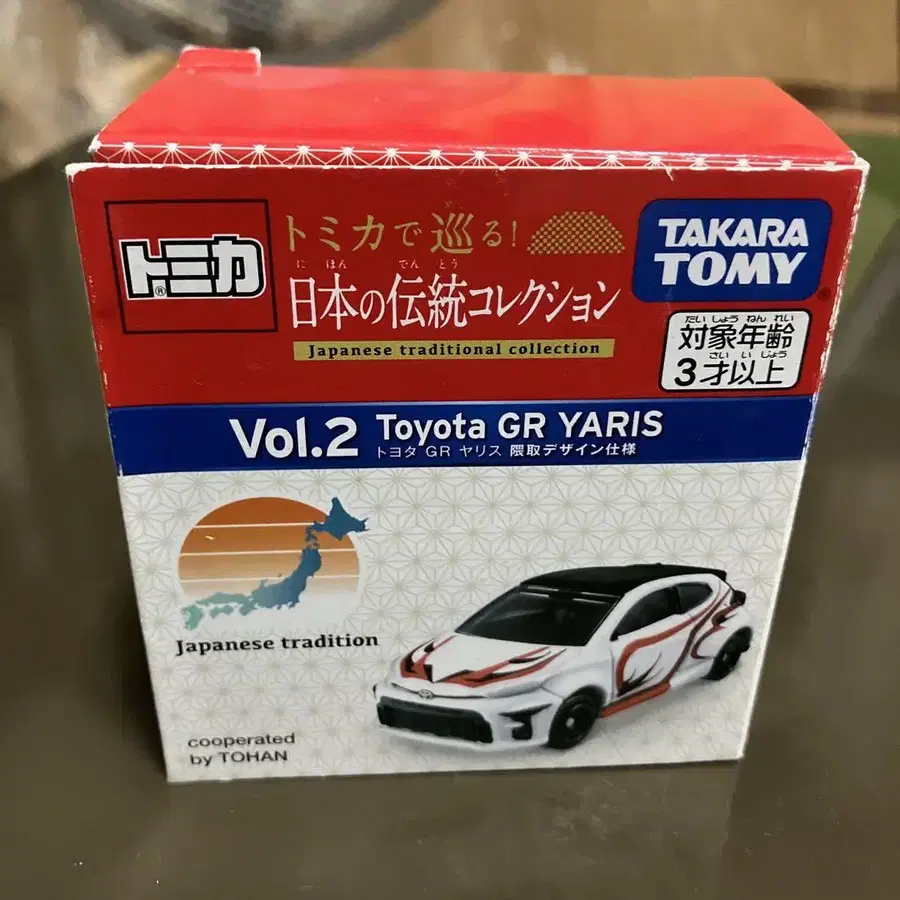 トミカ
®
トミカで巡る!
めぐ
日本の伝統コレクション
にほん でんとう
Japanese traditional collection
TAKARA
TOMY
®
対象年齢
たいしょうねんれい
3才以上
さいいじょう
Vol.2 Toyota GR YARIS
トヨタ GR ヤリス 隈取デザイン仕様
Japanese tradition
cooperated
by TOHAN